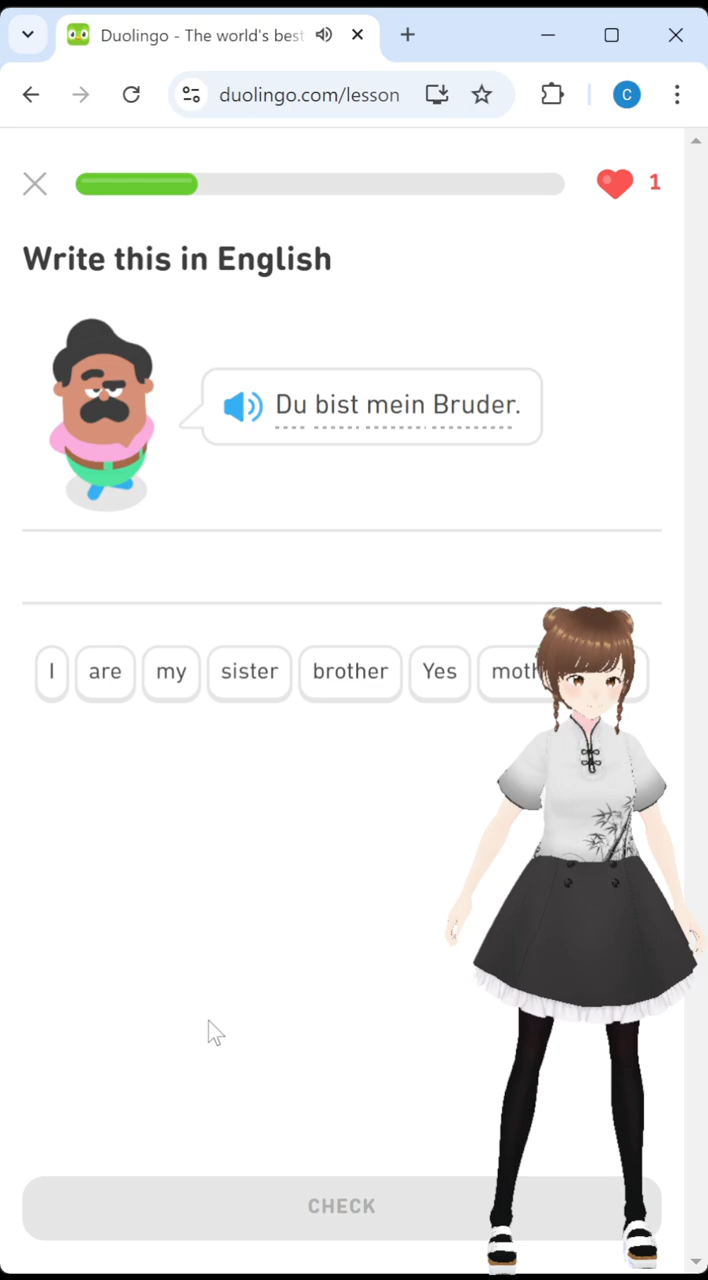 Duolingo - The world's best
duolingo.com/lesson
C
1
Write this in English
Du bist mein Bruder.
I are my sister brother Yes
CHECK